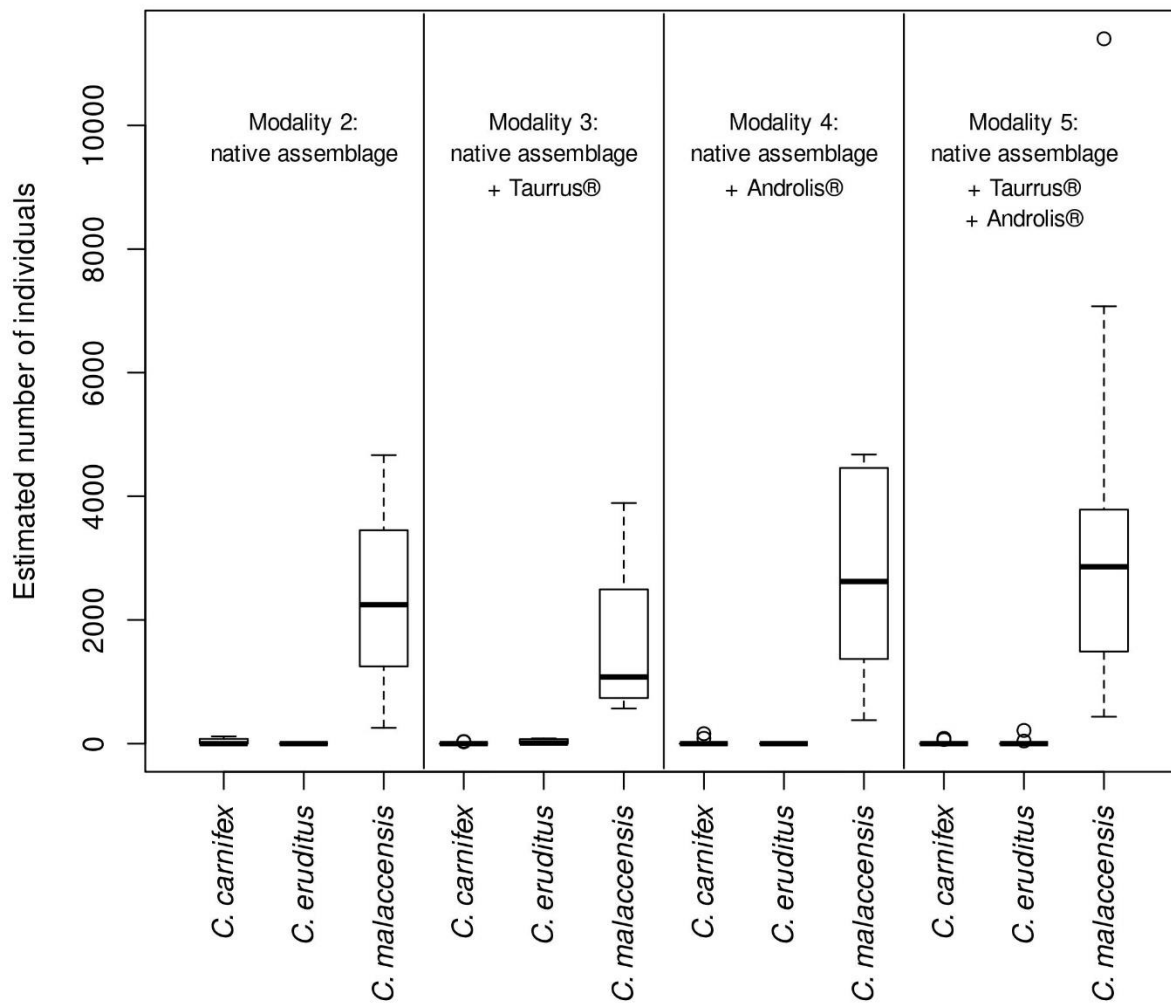 Estimated number of individuals
10000
8000
6000
4000
2000
0
Modality 2:
native assemblage
Modality 3:
native assemblage
+ Taurrus®
Modality 4:
native assemblage
+ Androlis®
Modality 5:
native assemblage
+ Taurrus®
+ Androlis®
C. carnifex
C. eruditus
C. malaccensis
C. carnifex
C. eruditus
C. malaccensis
C. carnifex
C. eruditus
C. malaccensis
C. carnifex
C. eruditus
C. malaccensis